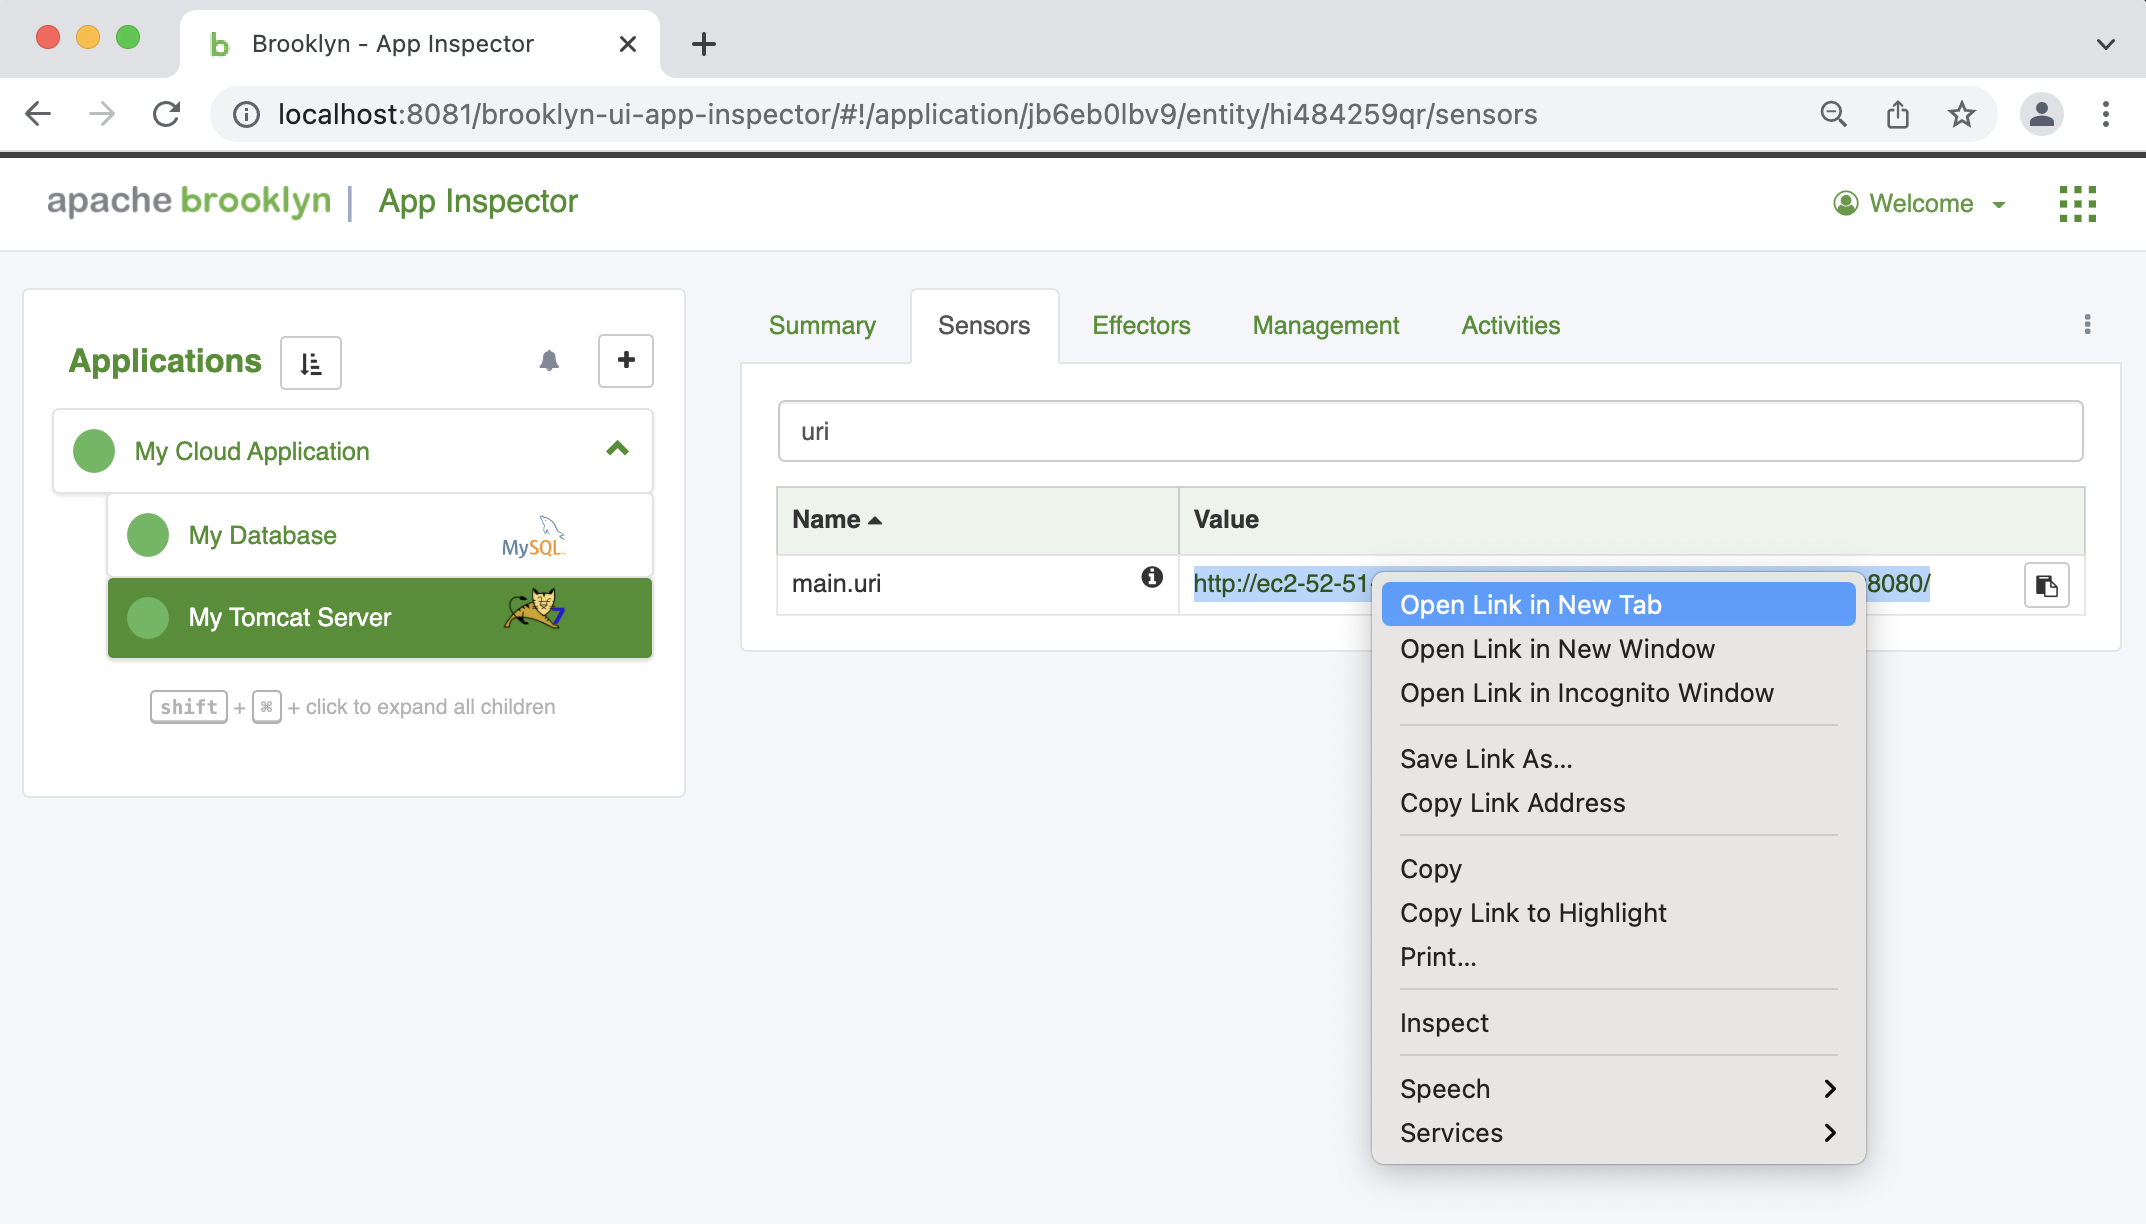 Brooklyn - App Inspector
localhost:8081/brooklyn-ui-app-inspector/#!/application/jb6eb0lbv9/entity/hi484259qr/sensors
apache brooklyn | App Inspector
Welcome
Applications
My Cloud Application
My Database
MySQL
My Tomcat Server
7
shift + ⌘ + click to expand all children
Summary
Sensors
Effectors
Management
Activities
uri
Name
Value
main.uri
http://ec2-52-51
8080/
Open Link in New Tab
Open Link in New Window
Open Link in Incognito Window
Save Link As...
Copy Link Address
Copy
Copy Link to Highlight
Print...
Inspect
Speech
Services